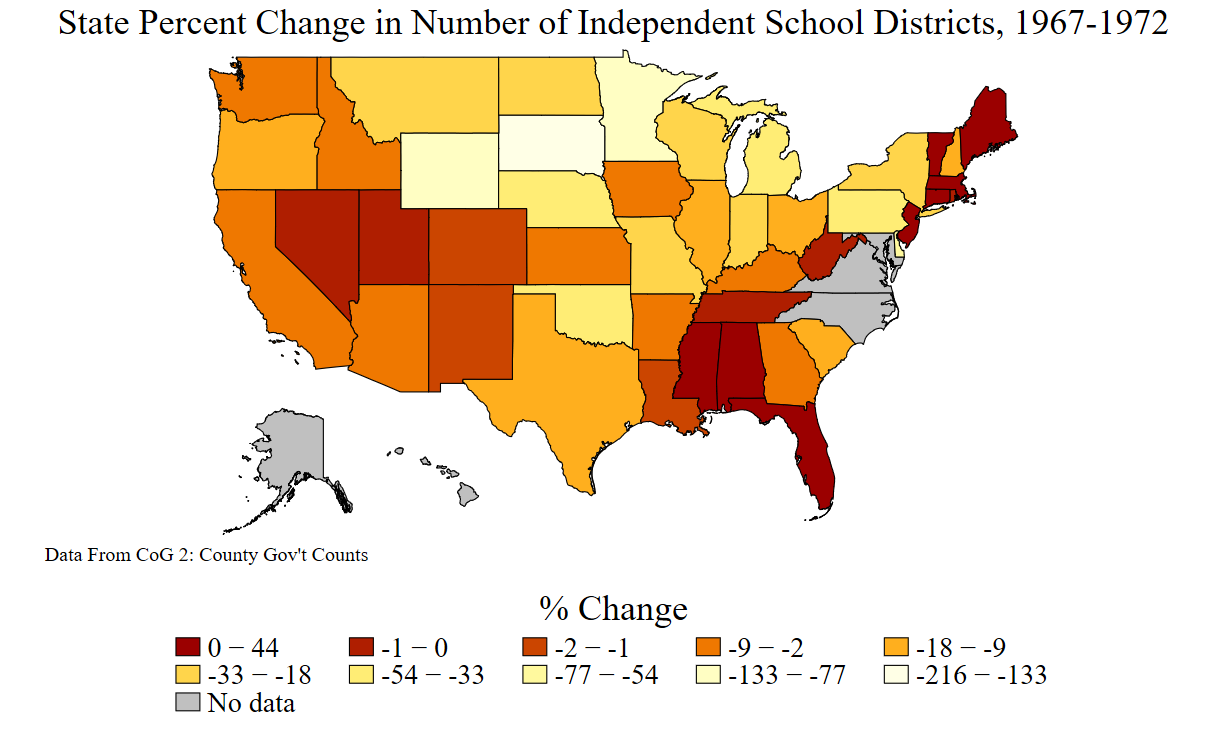 State Percent Change in Number of Independent School Districts, 1967-1972
Data From CoG 2: County Gov't Counts
% Change
0 − 44 -1 − 0 -2 − -1 -9 − -2 -18 − -9
-33 − -18 -54 − -33 -77 − -54 -133 − -77 -216 − -133
No data